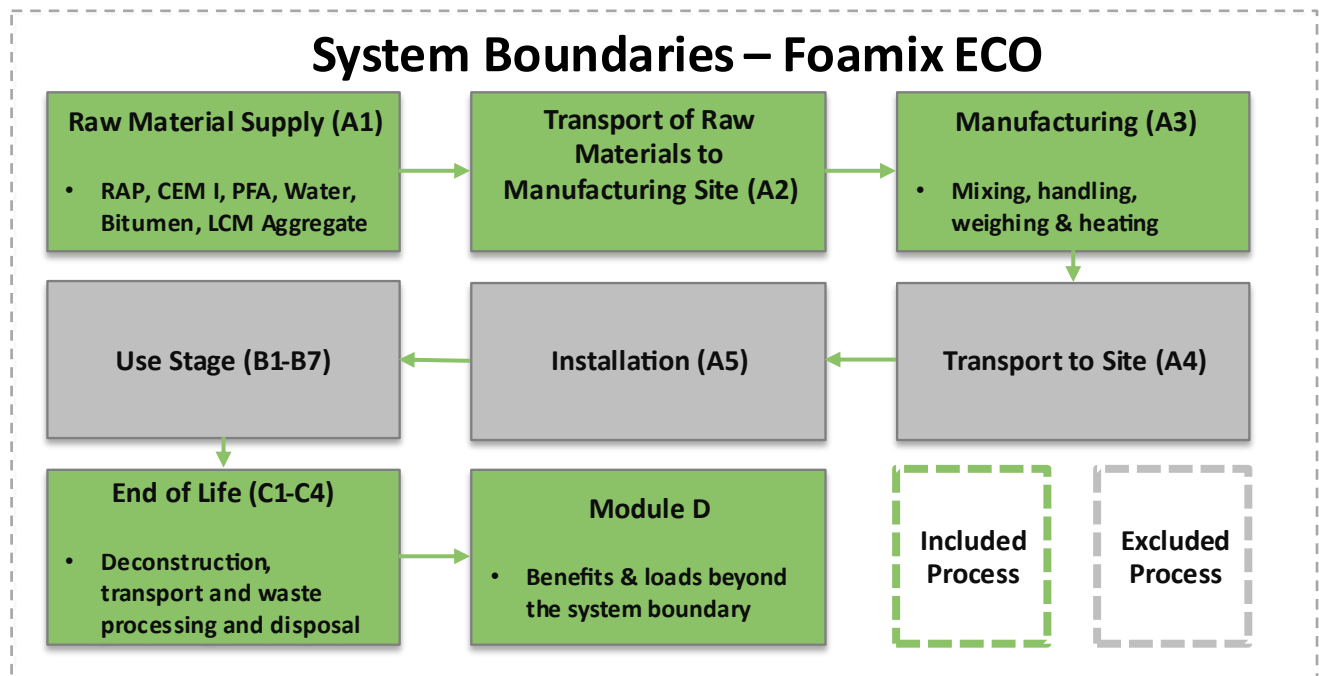 System Boundaries – Foamix ECO
Raw Material Supply (A1)
• RAP, CEM I, PFA, Water,
Bitumen, LCM Aggregate
Transport of Raw
Materials to
Manufacturing Site (A2)
Manufacturing (A3)
• Mixing, handling,
weighing & heating
Use Stage (B1-B7)
Installation (A5)
Transport to Site (A4)
End of Life (C1-C4)
• Deconstruction,
transport and waste
processing and disposal
Module D
• Benefits & loads beyond
the system boundary
Included
Process
Excluded
Process